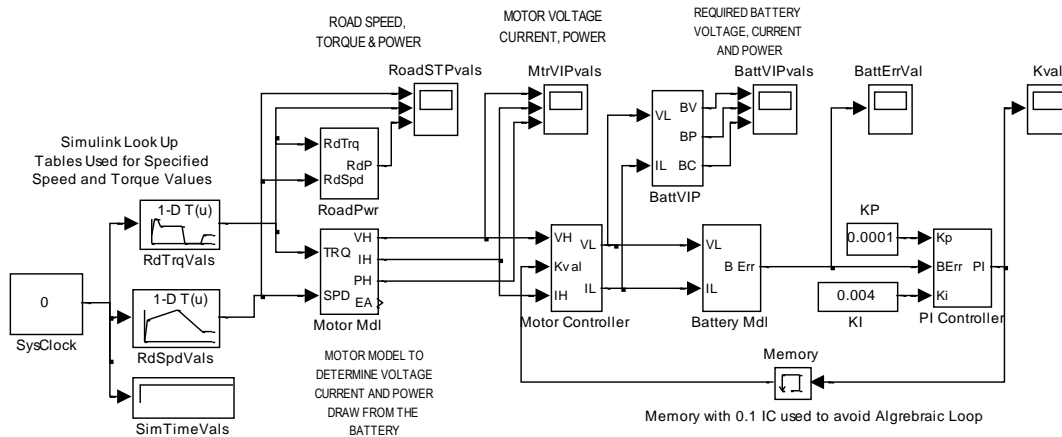 ROAD SPEED,
TORQUE & POWER
MOTOR VOLTAGE
CURRENT, POWER
REQUIRED BATTERY
VOLTAGE, CURRENT
AND POWER
RoadSTPvals
MtrVIPvals
BattVIPvals
BattErrVal
Kval
Simulink Look Up
Tables Used for Specified
Speed and Torque Values
RdTrq
RdP
RdSpd
RoadPwr
VL
IL
BV
BP
BC
BattVIP
1-D T(u)
RdTrqVals
TRQ
SPD
VH
IH
PH
EA
Motor Mdl
VH
Kval
IH
VL
IL
Motor Controller
VL
IL
B Err
Battery Mdl
KP
0.0001
0.004
KI
Kp
BErr
Ki
PI
PI Controller
0
SysClock
1-D T(u)
RdSpdVals
SimTimeVals
MOTOR MODEL TO
DETERMINE VOLTAGE
CURRENT AND POWER
DRAW FROM THE
BATTERY
Memory
Memory with 0.1 IC used to avoid Algrebraic Loop